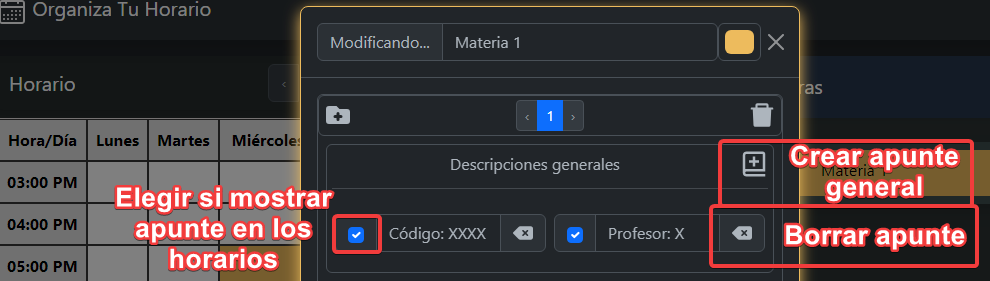 Organiza Tu Horario
Modificando... Materia 1
Horario
‹
ras
‹ 1 ›
Hora/Día Lunes Martes Miércoles
Descripciones generales
Crear apunte
general
Materia 1
03:00 PM
Elegir si mostrar
apunte en los
horarios
04:00 PM
Código: XXXX Profesor: X
Borrar apunte
05:00 PM